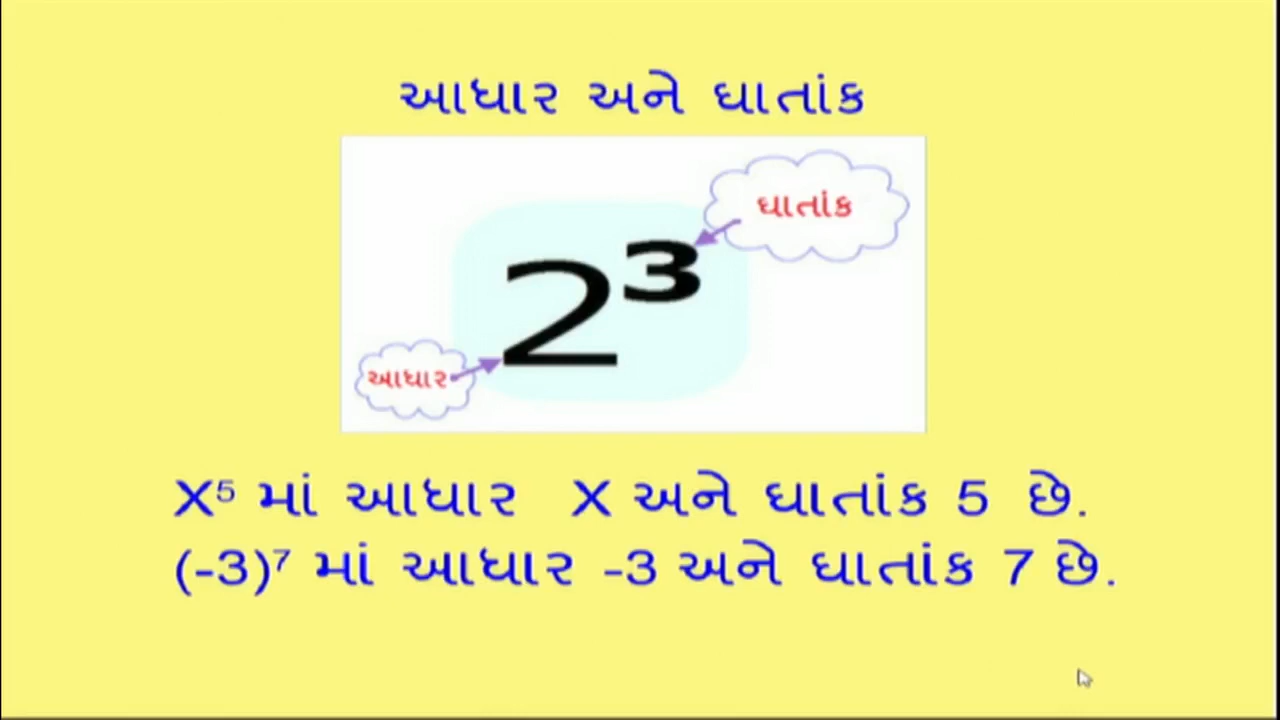 આધાર અને ઘાતાંક
ઘાતાંક
2³
આધાર
X⁵ માં આધાર X અને ઘાતાંક 5 છે.
(-3)⁷ માં આધાર -3 અને ઘાતાંક 7 છે.